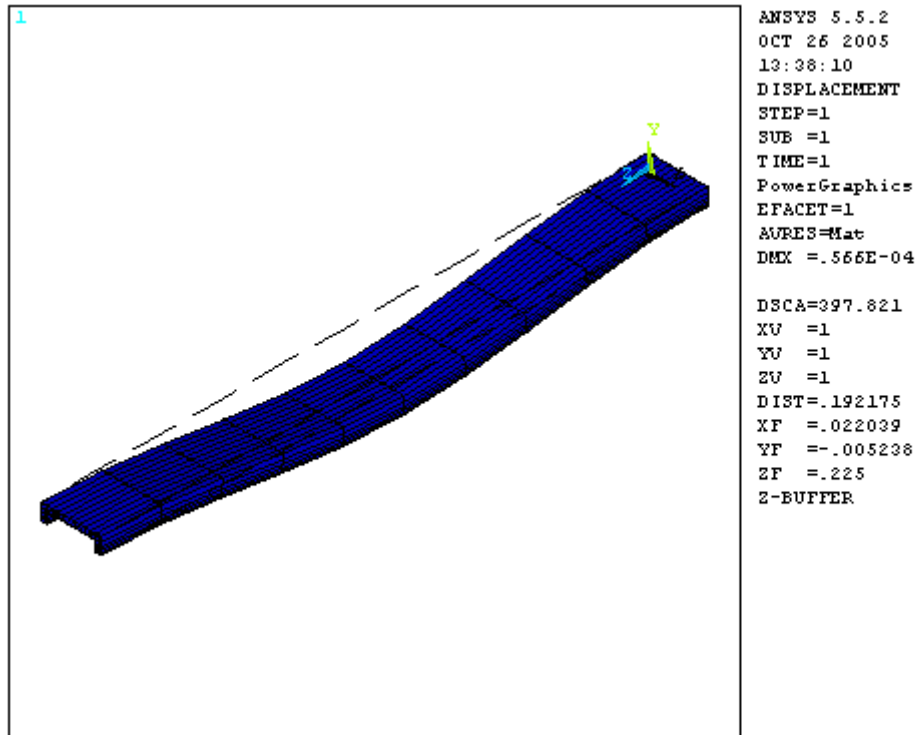 1
ANSYS 5.5.2
OCT 26 2005
13:38:10
DISPLACEMENT
STEP=1
SUB =1
TIME=1
PowerGraphics
EFACET=1
AVRES=Mat
DMX =.566E-04
DSCA=397.821
XV =1
YV =1
ZV =1
DIST=.192175
XF =.022039
YF =-.005238
ZF =.225
Z-BUFFER
Y
Z